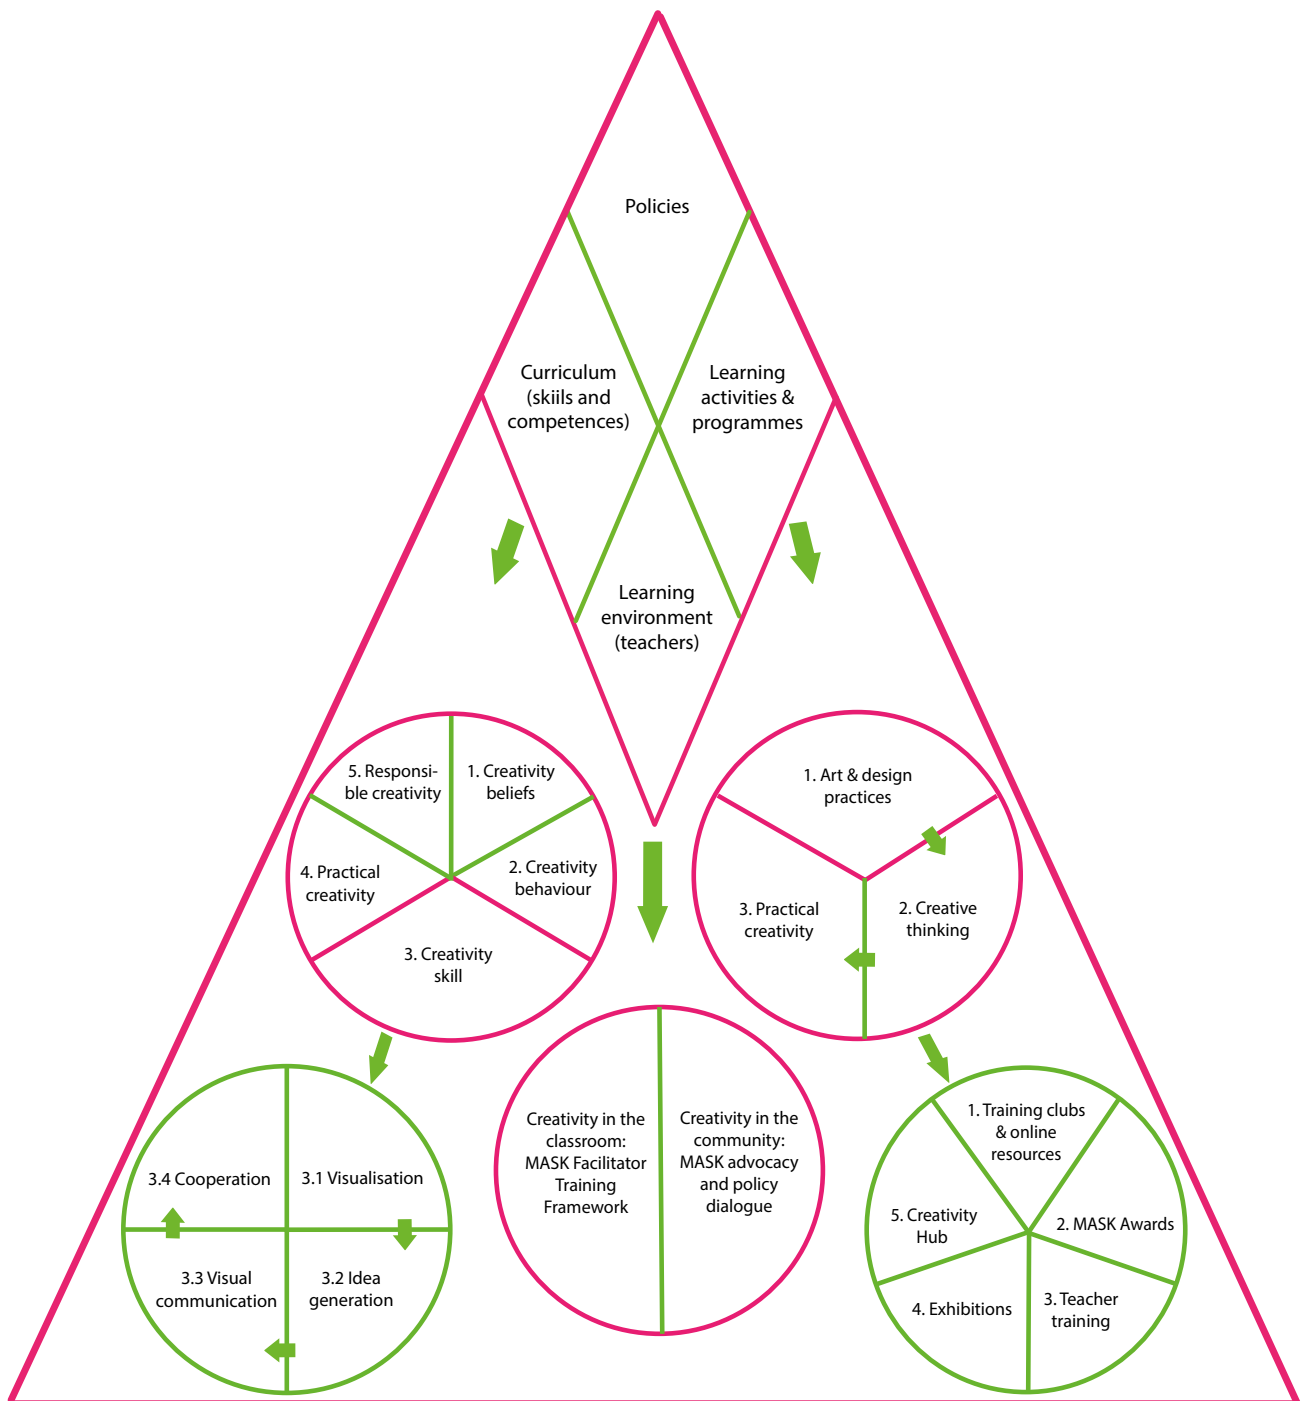 Policies
Curriculum
(skiils and
competences)
Learning
activities &
programmes
Learning
environment
(teachers)
5. Responsi-
ble creativity
1. Creativity
beliefs
4. Practical
creativity
2. Creativity
behaviour
3. Creativity
skill
1. Art & design
practices
3. Practical
creativity
2. Creative
thinking
3.4 Cooperation
3.1 Visualisation
3.3 Visual
communication
3.2 Idea
generation
Creativity in the
classroom:
MASK Facilitator
Training
Framework
Creativity in the
community:
MASK advocacy
and policy
dialogue
1. Training clubs
& online
resources
5. Creativity
Hub
2. MASK Awards
4. Exhibitions
3. Teacher
training